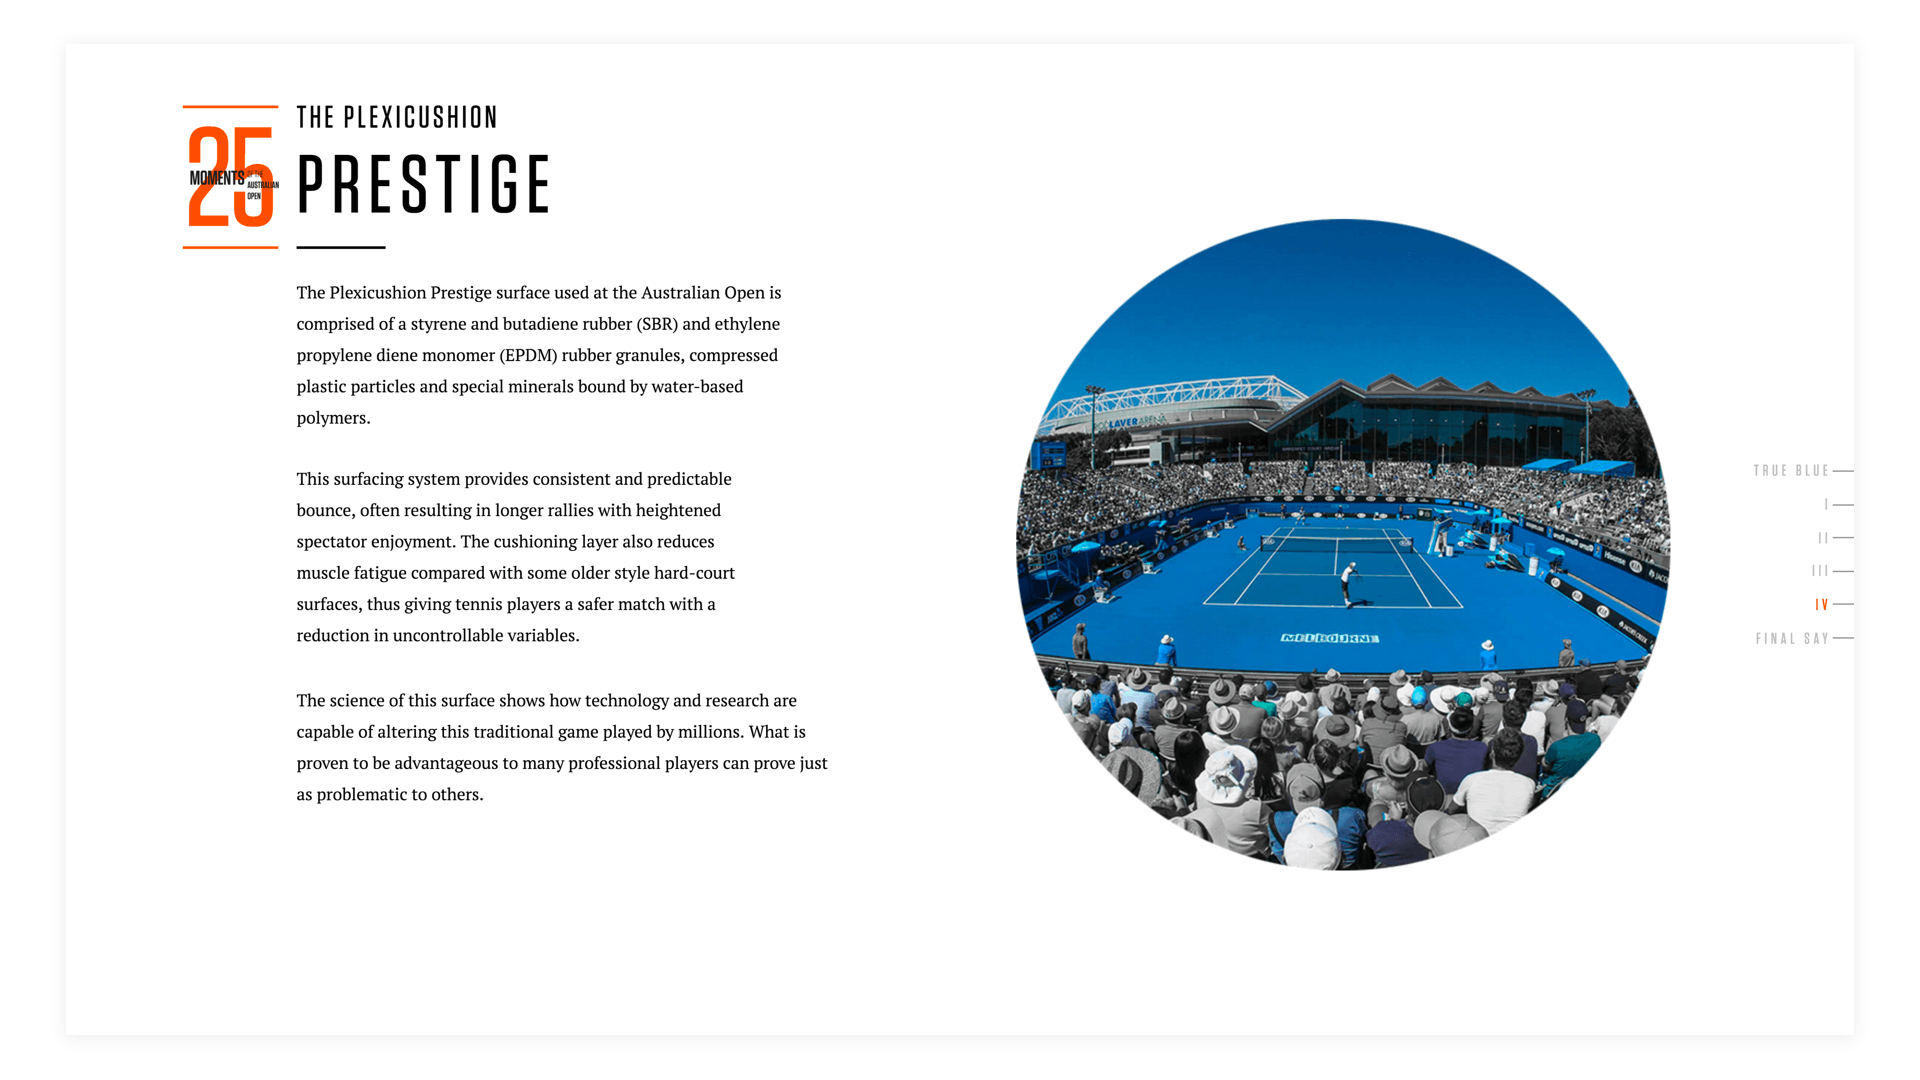 THE PLEXICUSHION
PRESTIGE
25
MOMENTS
OF THE
AUSTRALIAN
OPEN
The Plexicushion Prestige surface used at the Australian Open is
comprised of a styrene and butadiene rubber (SBR) and ethylene
propylene diene monomer (EPDM) rubber granules, compressed
plastic particles and special minerals bound by water-based
polymers.
This surfacing system provides consistent and predictable
bounce, often resulting in longer rallies with heightened
spectator enjoyment. The cushioning layer also reduces
muscle fatigue compared with some older style hard-court
surfaces, thus giving tennis players a safer match with a
reduction in uncontrollable variables.
The science of this surface shows how technology and research are
capable of altering this traditional game played by millions. What is
proven to be advantageous to many professional players can prove just
as problematic to others.
LAVER ARENA
KIA
MELBOURNE
TRUE BLUE
I
II
III
IV
FINAL SAY